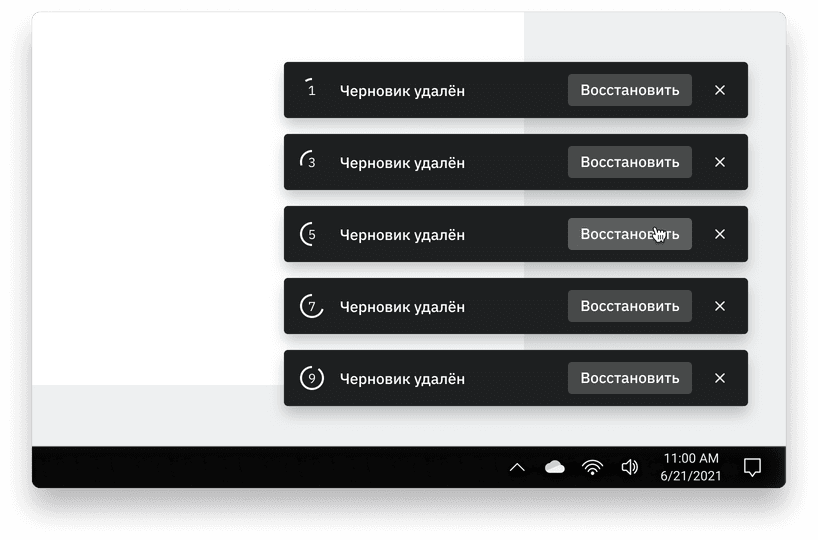 1 Черновик удалён Восстановить
3 Черновик удалён Восстановить
5 Черновик удалён Восстановить
7 Черновик удалён Восстановить
9 Черновик удалён Восстановить
11:00 AM
6/21/2021